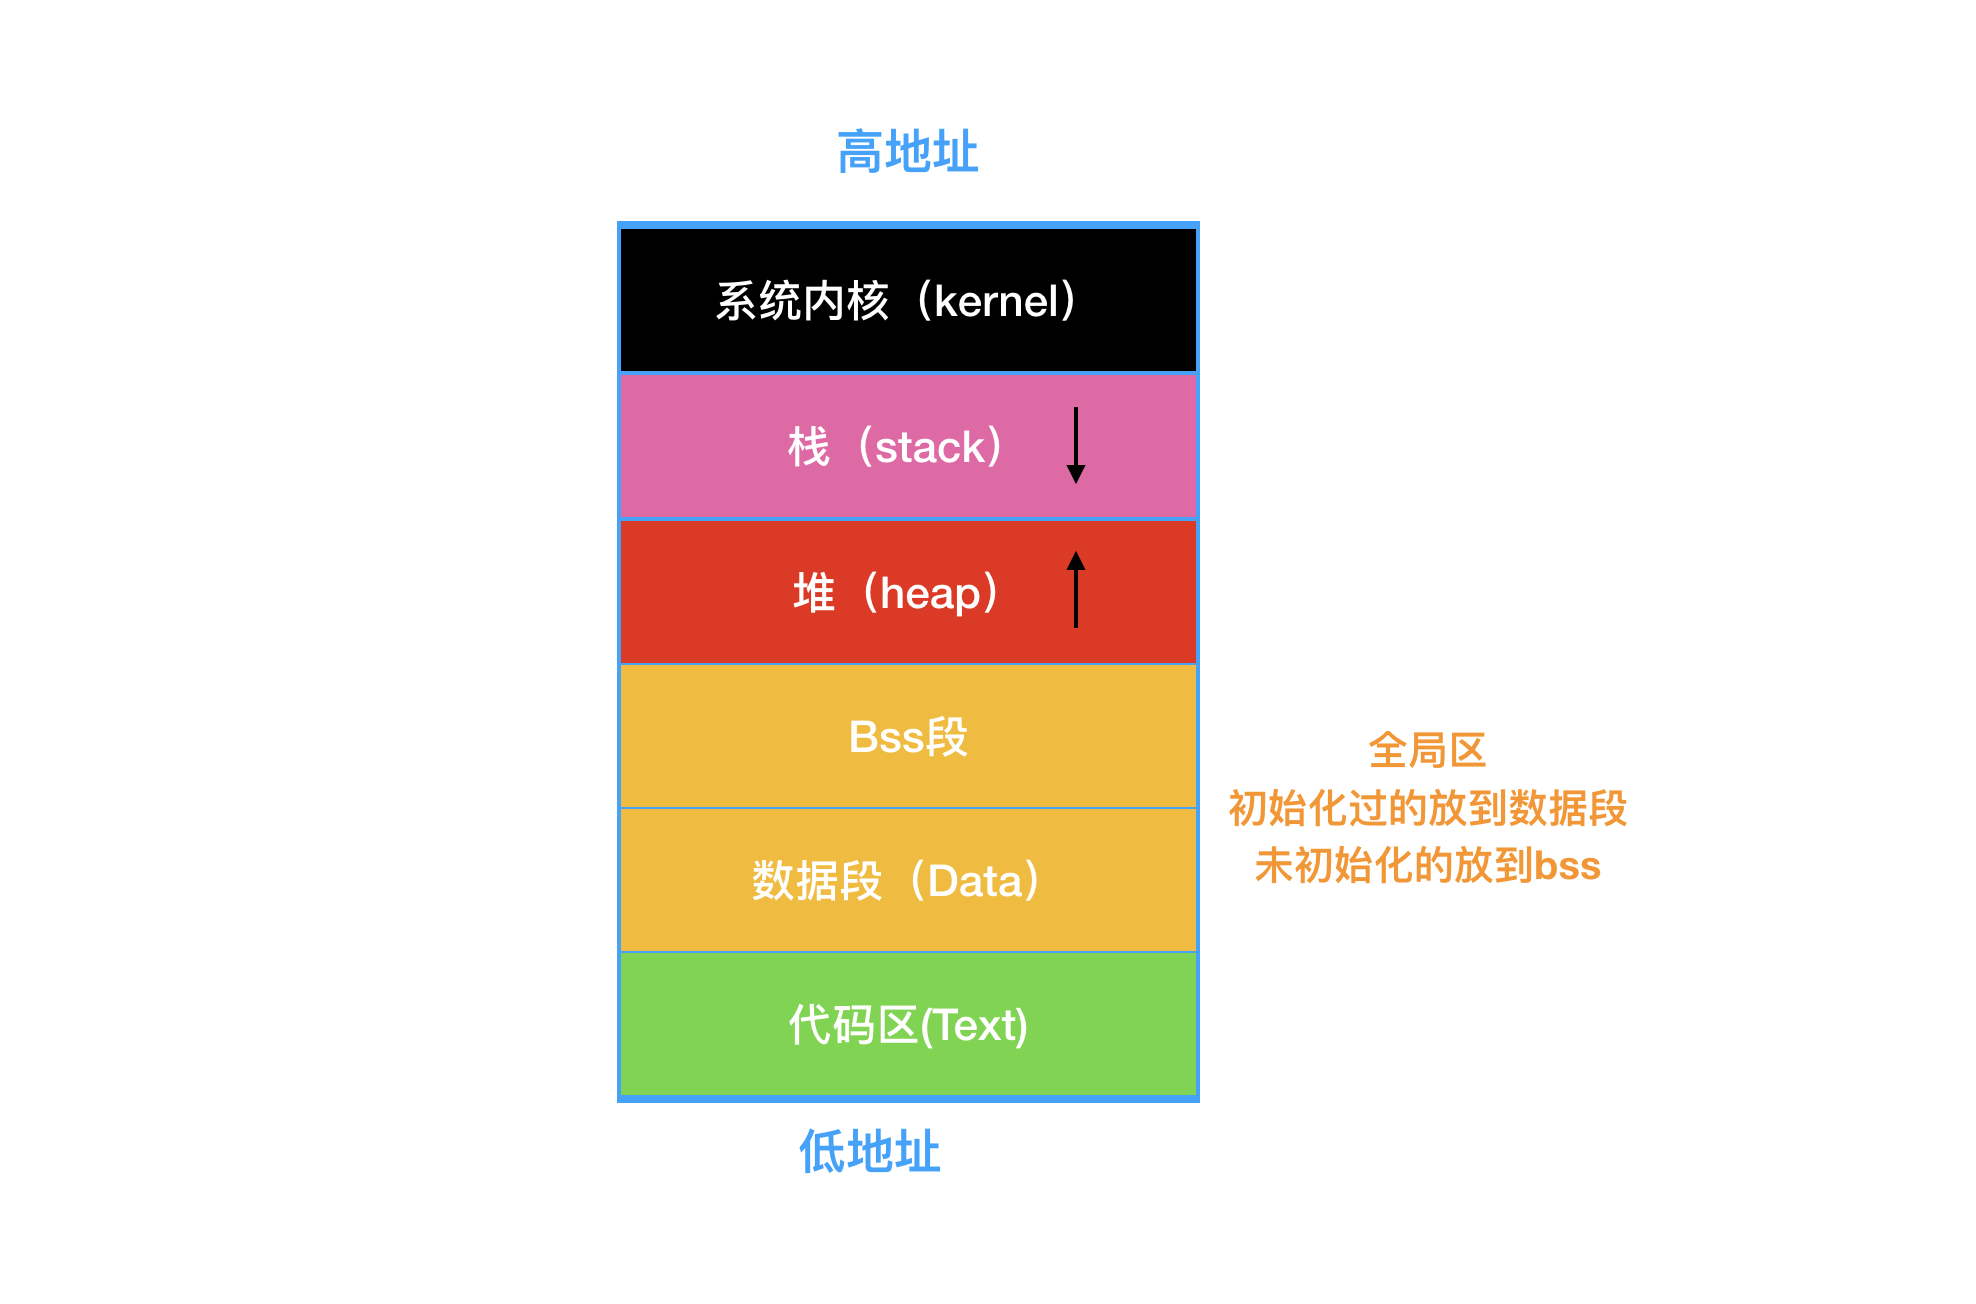 高地址
系统内核（kernel）
栈（stack）
堆（heap）
Bss段
全局区
初始化过的放到数据段
未初始化的放到bss
数据段（Data）
代码区(Text)
低地址